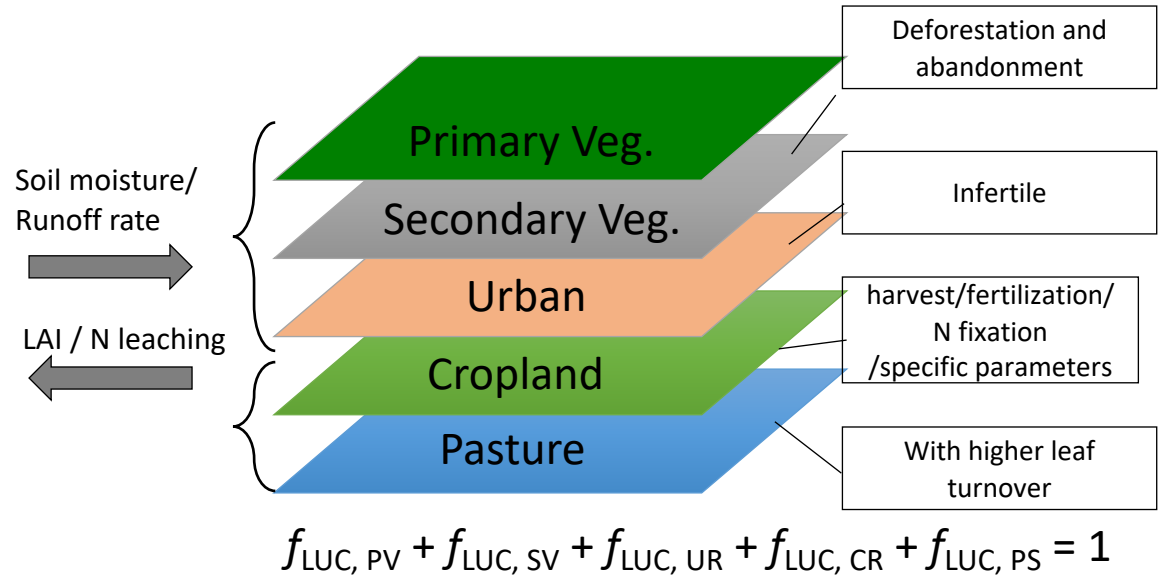 Deforestation and
abandonment
Primary Veg.
Soil moisture/
Runoff rate
Infertile
Secondary Veg.
Urban
harvest/fertilization/
N fixation
/specific parameters
LAI / N leaching
Cropland
Pasture
With higher leaf
turnover
fLUC, PV + fLUC, SV + fLUC, UR + fLUC, CR + fLUC, PS = 1